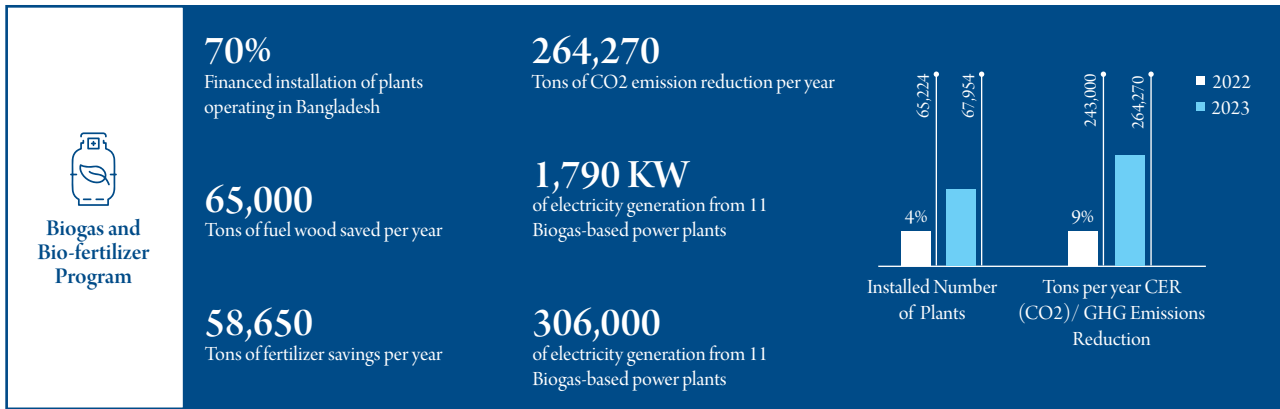 Biogas and
Bio-fertilizer
Program
70%
Financed installation of plants
operating in Bangladesh
65,000
Tons of fuel wood saved per year
58,650
Tons of fertilizer savings per year
264,270
Tons of CO2 emission reduction per year
1,790 KW
of electricity generation from 11
Biogas-based power plants
306,000
of electricity generation from 11
Biogas-based power plants
65,224
67,954
4%
Installed Number
of Plants
243,000
264,270
9%
Tons per year CER
(CO2)/ GHG Emissions
Reduction
2022
2023